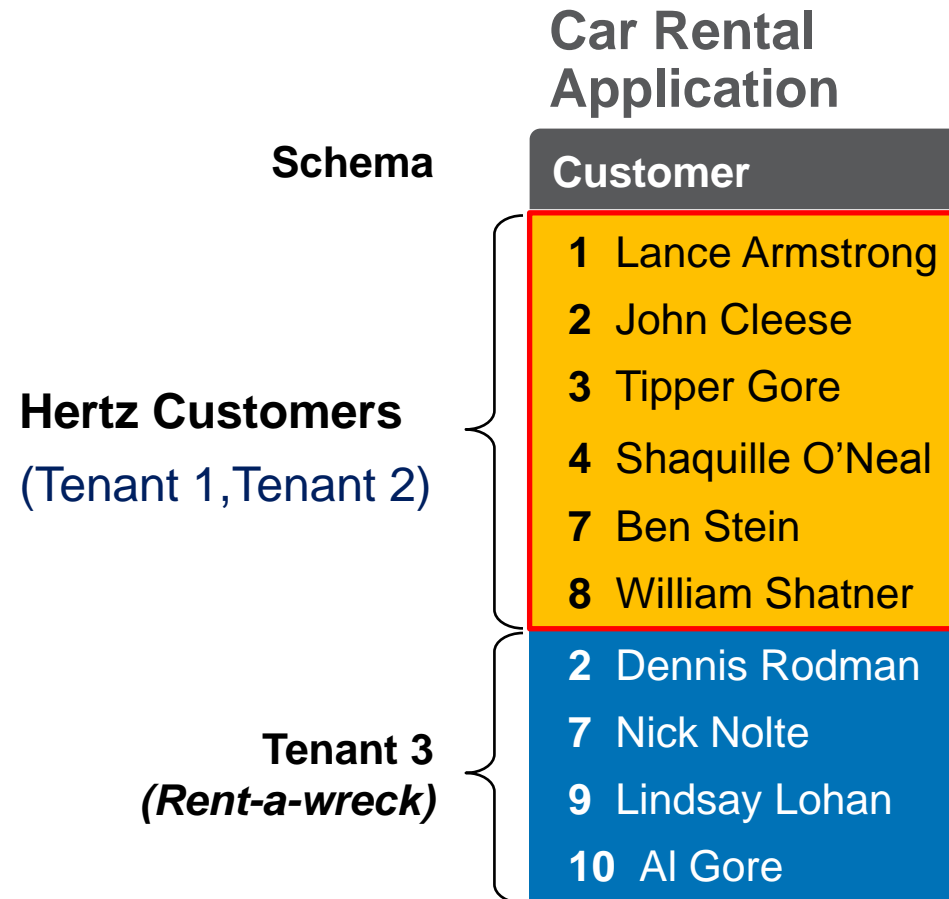 Car Rental
Application
Schema
Customer
Hertz Customers
(Tenant 1,Tenant 2)
1 Lance Armstrong
2 John Cleese
3 Tipper Gore
4 Shaquille O’Neal
7 Ben Stein
8 William Shatner
Tenant 3
(Rent-a-wreck)
2 Dennis Rodman
7 Nick Nolte
9 Lindsay Lohan
10 Al Gore